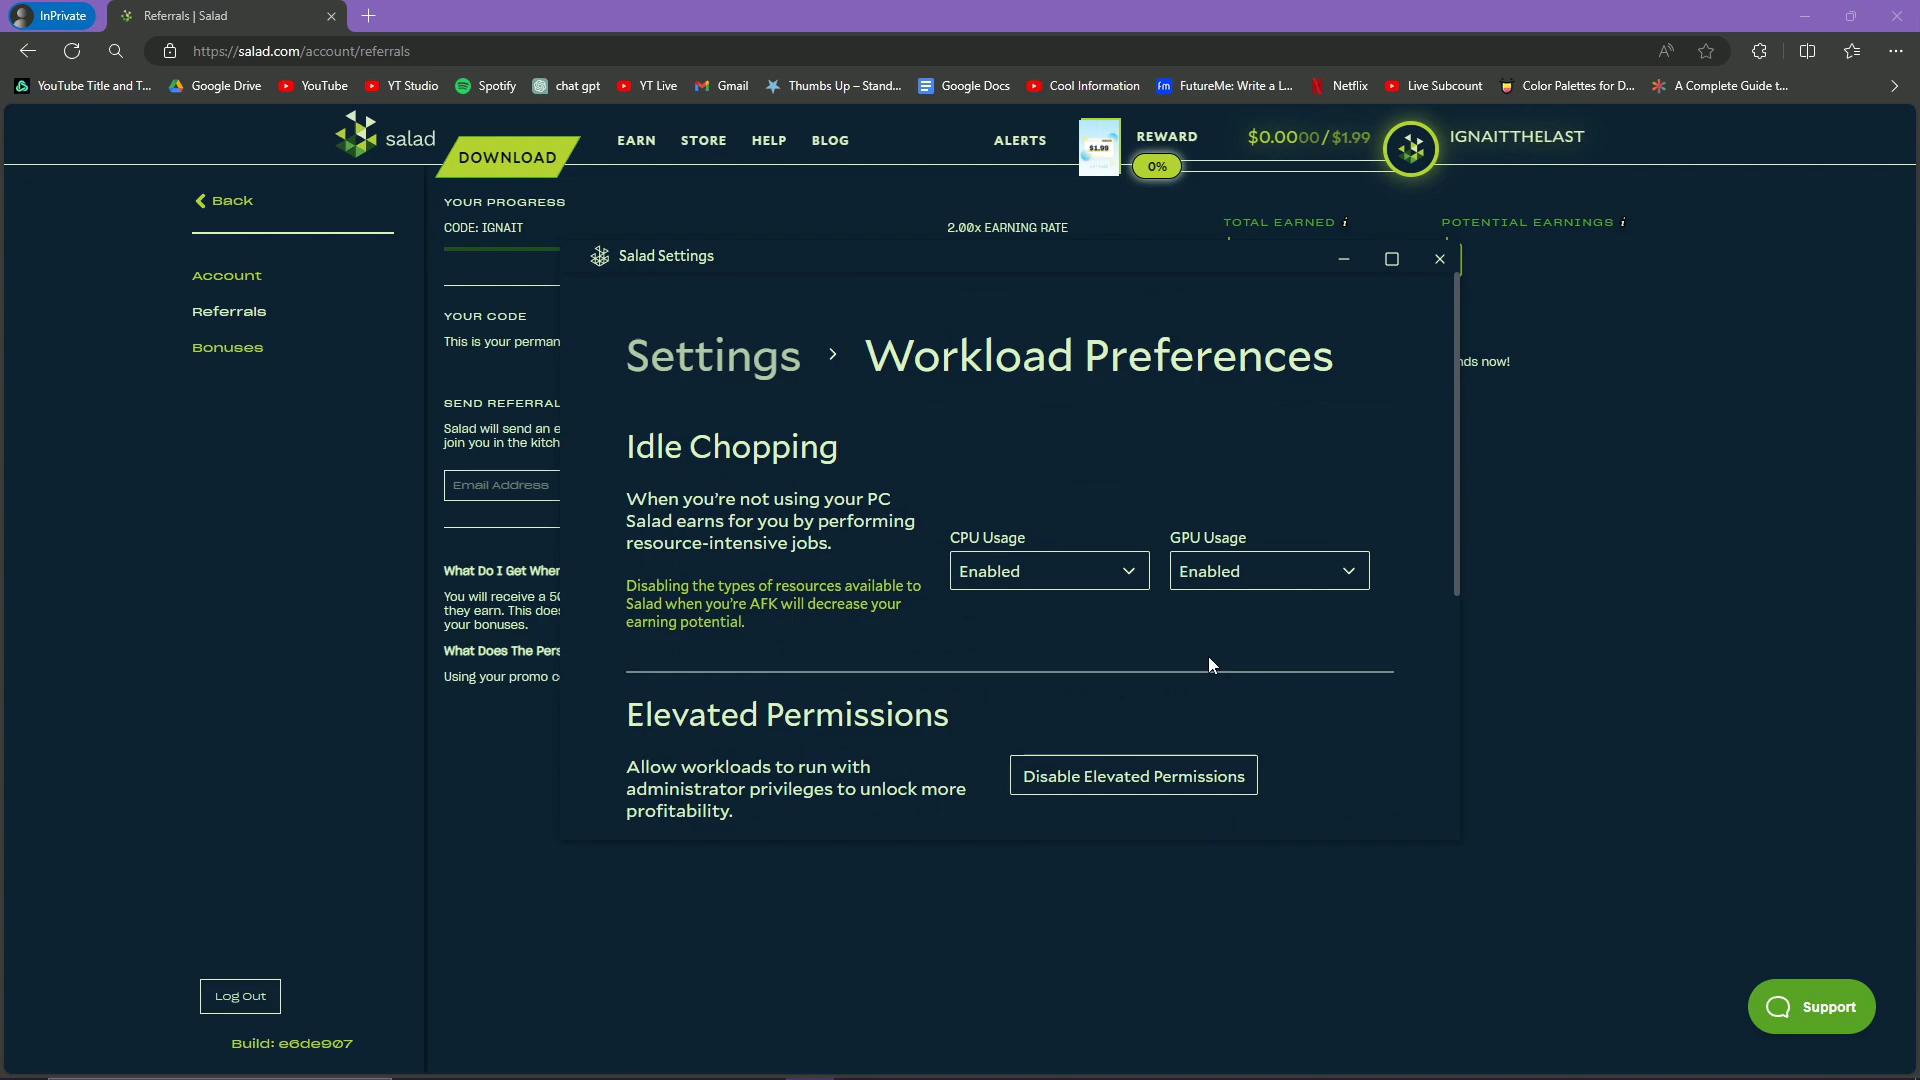 InPrivate
Referrals | Salad
https://salad.com/account/referrals
YouTube Title and T...
Google Drive
YouTube
YT Studio
Spotify
chat gpt
YT Live
Gmail
Thumbs Up – Stand...
Google Docs
Cool Information
FutureMe: Write a L...
Netflix
Live Subcount
Color Palettes for D...
A Complete Guide t...
salad
DOWNLOAD
EARN
STORE
HELP
BLOG
ALERTS
$1.99
REWARD
0%
$0.0000/$1.99
IGNAITTHELAST
Back
Account
Referrals
Bonuses
YOUR PROGRESS
CODE: IGNAIT
2.00x EARNING RATE
TOTAL EARNED i
POTENTIAL EARNINGS i
YOUR CODE
This is your perman
nds now!
SEND REFERRAL
Salad will send an e
join you in the kitch
Email Address
What Do I Get When
You will receive a 50
they earn. This does
your bonuses.
What Does The Pers
Using your promo c
Salad Settings
Settings > Workload Preferences
Idle Chopping
When you're not using your PC
Salad earns for you by performing
resource-intensive jobs.
Disabling the types of resources available to
Salad when you're AFK will decrease your
earning potential.
CPU Usage
Enabled
GPU Usage
Enabled
Elevated Permissions
Allow workloads to run with
administrator privileges to unlock more
profitability.
Disable Elevated Permissions
Log Out
Build: e6de907
Support